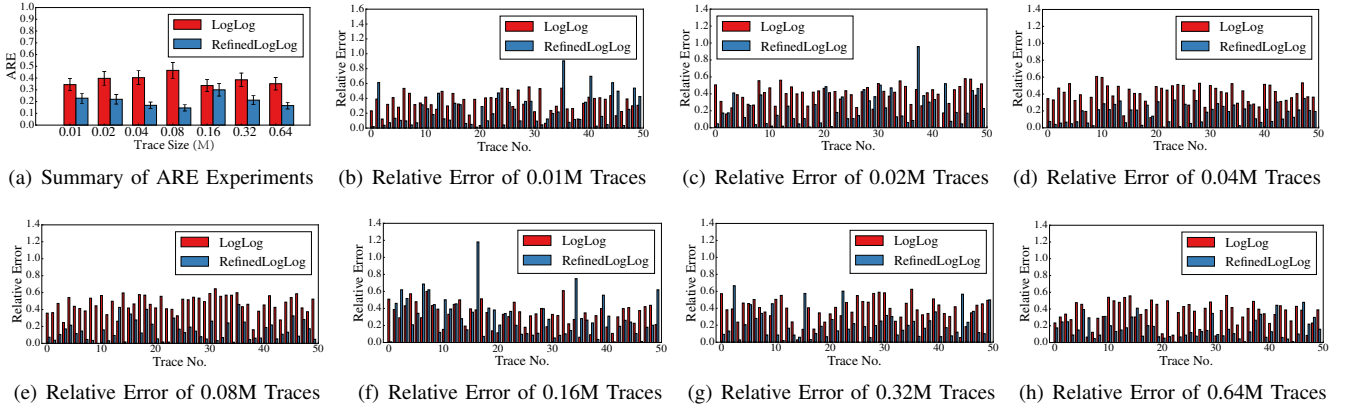 1.0
0.9
0.8
0.7
0.6
0.5
0.4
0.3
0.2
0.1
0.0
ARE
LogLog
RefinedLogLog
0.01 0.02 0.04 0.08 0.16 0.32 0.64
Trace Size (M)
(a) Summary of ARE Experiments
1.4
1.2
1.0
0.8
0.6
0.4
0.2
0.0
Relative Error
LogLog
RefinedLogLog
0 10 20 30 40 50
Trace No.
(b) Relative Error of 0.01M Traces
1.4
1.2
1.0
0.8
0.6
0.4
0.2
0.0
Relative Error
LogLog
RefinedLogLog
0 10 20 30 40 50
Trace No.
(c) Relative Error of 0.02M Traces
1.4
1.2
1.0
0.8
0.6
0.4
0.2
0.0
Relative Error
LogLog
RefinedLogLog
0 10 20 30 40 50
Trace No.
(d) Relative Error of 0.04M Traces
1.4
1.2
1.0
0.8
0.6
0.4
0.2
0.0
Relative Error
LogLog
RefinedLogLog
0 10 20 30 40 50
Trace No.
(e) Relative Error of 0.08M Traces
1.4
1.2
1.0
0.8
0.6
0.4
0.2
0.0
Relative Error
LogLog
RefinedLogLog
0 10 20 30 40 50
Trace No.
(f) Relative Error of 0.16M Traces
1.4
1.2
1.0
0.8
0.6
0.4
0.2
0.0
Relative Error
LogLog
RefinedLogLog
0 10 20 30 40 50
Trace No.
(g) Relative Error of 0.32M Traces
1.4
1.2
1.0
0.8
0.6
0.4
0.2
0.0
Relative Error
LogLog
RefinedLogLog
0 10 20 30 40 50
Trace No.
(h) Relative Error of 0.64M Traces